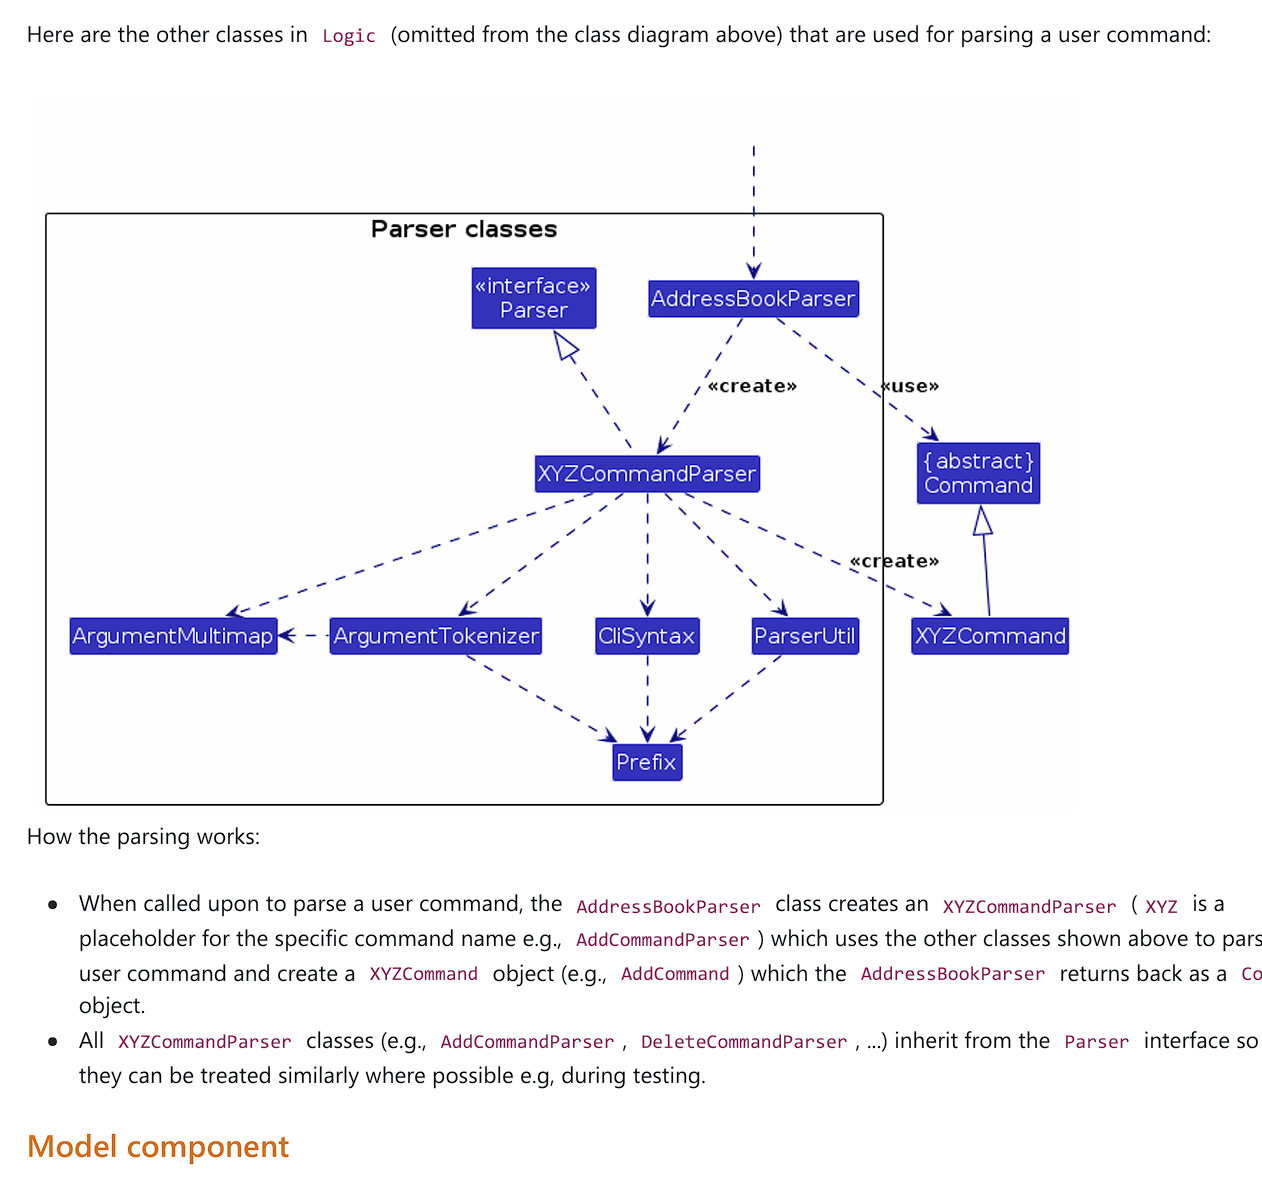 Here are the other classes in Logic (omitted from the class diagram above) that are used for parsing a user command:
Parser classes
«interface»
Parser
AddressBookParser
«create»
«use»
XYZCommandParser
{abstract}
Command
«create»
ArgumentMultimap
ArgumentTokenizer
CliSyntax
ParserUtil
XYZCommand
Prefix
How the parsing works:
• When called upon to parse a user command, the AddressBookParser class creates an XYZCommandParser ( XYZ is a
placeholder for the specific command name e.g., AddCommandParser ) which uses the other classes shown above to pars
user command and create a XYZCommand object (e.g., AddCommand ) which the AddressBookParser returns back as a Co
object.
• All XYZCommandParser classes (e.g., AddCommandParser , DeleteCommandParser , ...) inherit from the Parser interface so
they can be treated similarly where possible e.g, during testing.
Model component